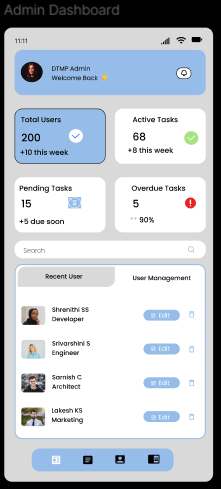 Admin Dashboard
11:11
DTMP Admin
Welcome Back
Total Users
200
+10 this week
Active Tasks
68
+8 this week
Pending Tasks
15
+5 due soon
Overdue Tasks
5
90%
Search
Recent User
User Management
Shrenithi SS
Developer
Edit
Srivarshini S
Engineer
Edit
Sarnish C
Architect
Edit
Lakesh KS
Marketing
Edit